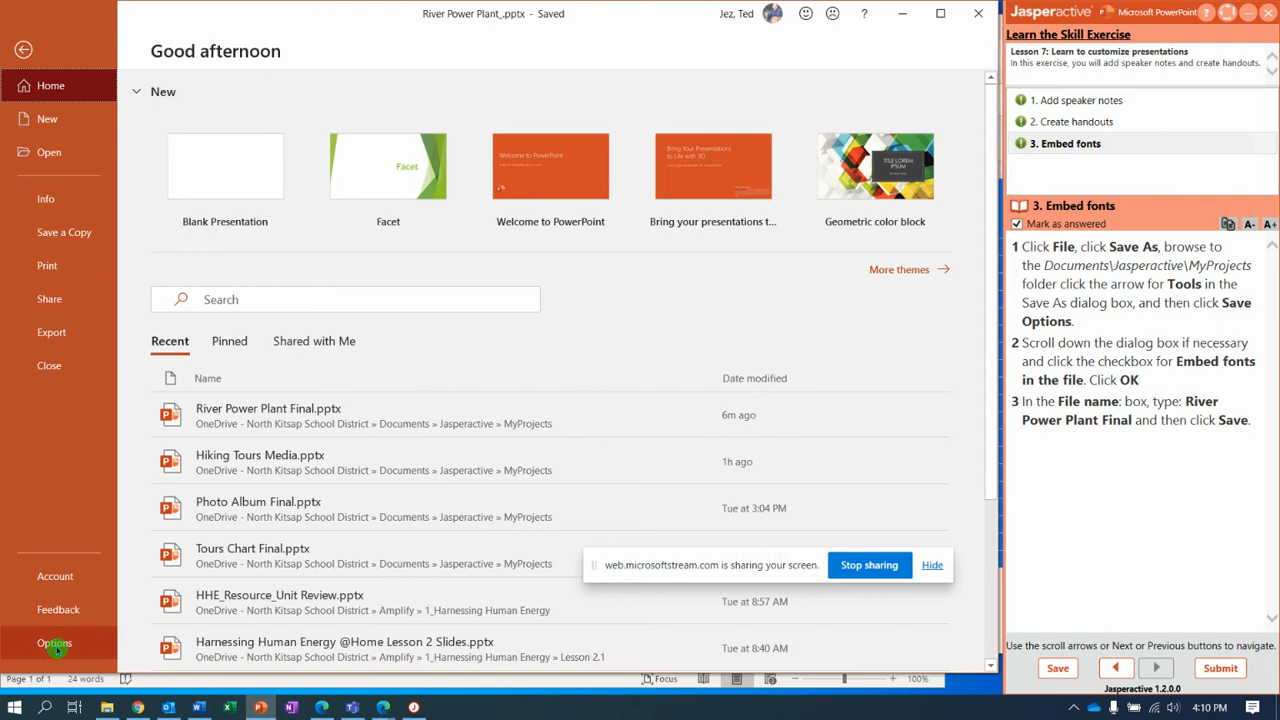 River Power Plant_.pptx - Saved
Jez, Ted
?
Good afternoon
Home
New
Open
Info
Save a Copy
Print
Share
Export
Close
Account
Feedback
Options
New
Facet
Welcome to PowerPoint
Bring Your Presentations
to Life with 3D
TITLE LOREM
IPSUM
Blank Presentation
Facet
Welcome to PowerPoint
Bring your presentations t...
Geometric color block
More themes
Search
Recent
Pinned
Shared with Me
Name
Date modified
River Power Plant Final.pptx
OneDrive - North Kitsap School District » Documents » Jasperactive » MyProjects
6m ago
Hiking Tours Media.pptx
OneDrive - North Kitsap School District » Documents » Jasperactive » MyProjects
1h ago
Photo Album Final.pptx
OneDrive - North Kitsap School District » Documents » Jasperactive » MyProjects
Tue at 3:04 PM
Tours Chart Final.pptx
OneDrive - North Kitsap School District » Documents » Jasperactive » MyProjects
web.microsoftstream.com is sharing your screen.
Stop sharing
Hide
HHE_Resource_Unit Review.pptx
OneDrive - North Kitsap School District » Amplify » 1_Harnessing Human Energy
Tue at 8:57 AM
Harnessing Human Energy @Home Lesson 2 Slides.pptx
OneDrive - North Kitsap School District » Amplify » 1_Harnessing Human Energy » Lesson 2.1
Tue at 8:40 AM
Page 1 of 1
24 words
Focus
100%
Jasperactive
Microsoft PowerPoint
?
Learn the Skill Exercise
Lesson 7: Learn to customize presentations
In this exercise, you will add speaker notes and create handouts.
1. Add speaker notes
2. Create handouts
3. Embed fonts
3. Embed fonts
Mark as answered
A-
A+
1 Click File, click Save As, browse to
the Documents\Jasperactive\MyProjects
folder click the arrow for Tools in the
Save As dialog box, and then click Save
Options.
2 Scroll down the dialog box if necessary
and click the checkbox for Embed fonts
in the file. Click OK
3 In the File name: box, type: River
Power Plant Final and then click Save.
Use the scroll arrows or Next or Previous buttons to navigate.
Save
Submit
Jasperactive 1.2.0.0
4:10 PM